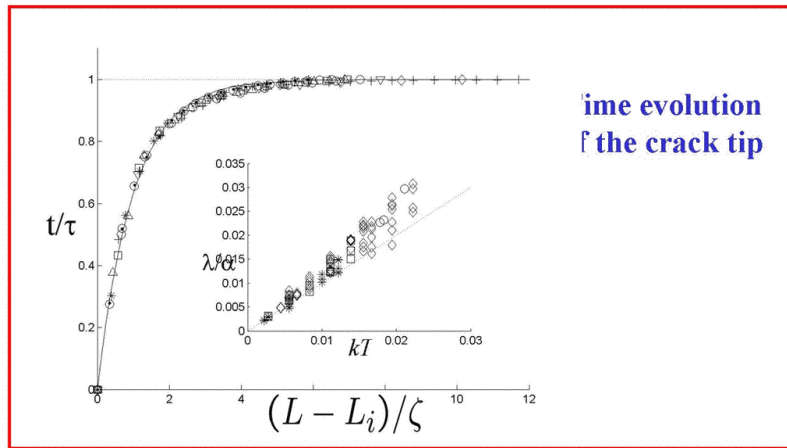 ime evolution
f the crack tip
1
0.8
0.6
0.4
0.2
0
t/τ
0 2 4 6 8 10 12
(L − L_i)/ζ
0.035
0.03
0.025
0.02
0.015
0.01
0.005
0
λ/α
0 0.01 0.02 0.03
kT